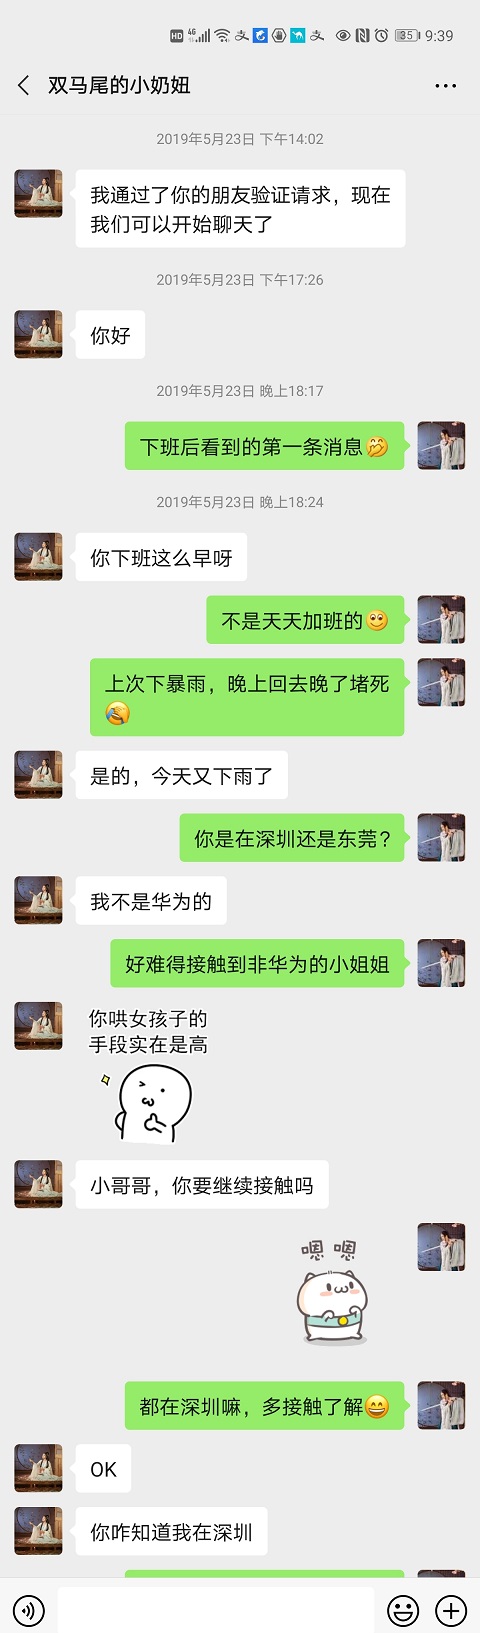 HD 4G 35 9:39
双马尾的小奶妞
2019年5月23日 下午14:02
我通过了你的朋友验证请求，现在
我们可以开始聊天了
2019年5月23日 下午17:26
你好
2019年5月23日 晚上18:17
下班后看到的第一条消息🤭
2019年5月23日 晚上18:24
你下班这么早呀
不是天天加班的🙂
上次下暴雨，晚上回去晚了堵死
是的，今天又下雨了
你是在深圳还是东莞？
我不是华为的
好难得接触到非华为的小姐姐
你哄女孩子的
手段实在是高
小哥哥，你要继续接触吗
嗯 嗯
都在深圳嘛，多接触了解😄
OK
你咋知道我在深圳